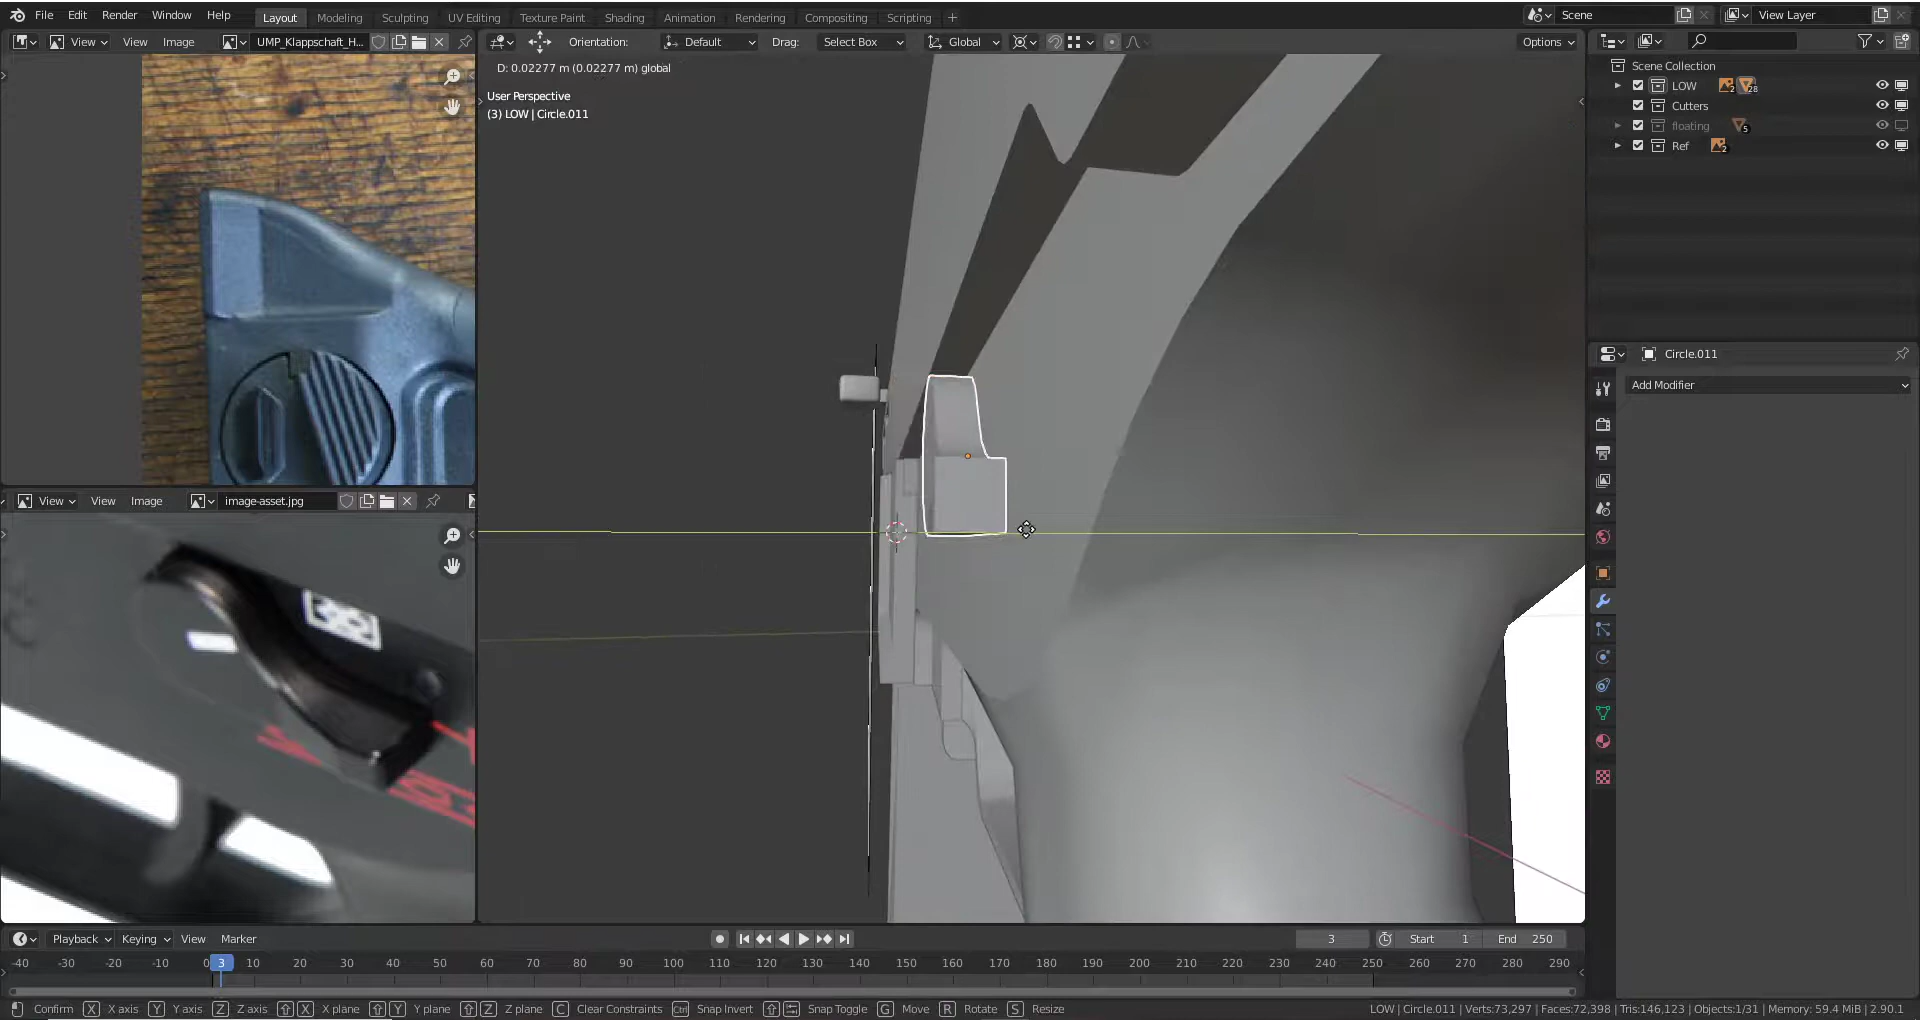 File Edit Render Window Help Layout Modeling Sculpting UV Editing Texture Paint Shading Animation Rendering Compositing Scripting + Scene View Layer
View View Image UMP_Klappschaft_H... Orientation: Default Drag: Select Box Global Options
D: 0.02277 m (0.02277 m) global
User Perspective
(3) LOW | Circle.011
Scene Collection
LOW 2 28
Cutters
floating 5
Ref 2
Circle.011
Add Modifier
View View Image image-asset.jpg
Playback Keying View Marker 3 Start 1 End 250
-40 -30 -20 -10 0 3 10 20 30 40 50 60 70 80 90 100 110 120 130 140 150 160 170 180 190 200 210 220 230 240 250 260 270 280 290
Confirm X X axis Y Y axis Z Z axis X X plane Y Y plane Z Z plane C Clear Constraints Ctrl Snap Invert Snap Toggle G Move R Rotate S Resize LOW | Circle.011 | Verts:73,297 | Faces:72,398 | Tris:146,123 | Objects:1/31 | Memory: 59.4 MiB | 2.90.1